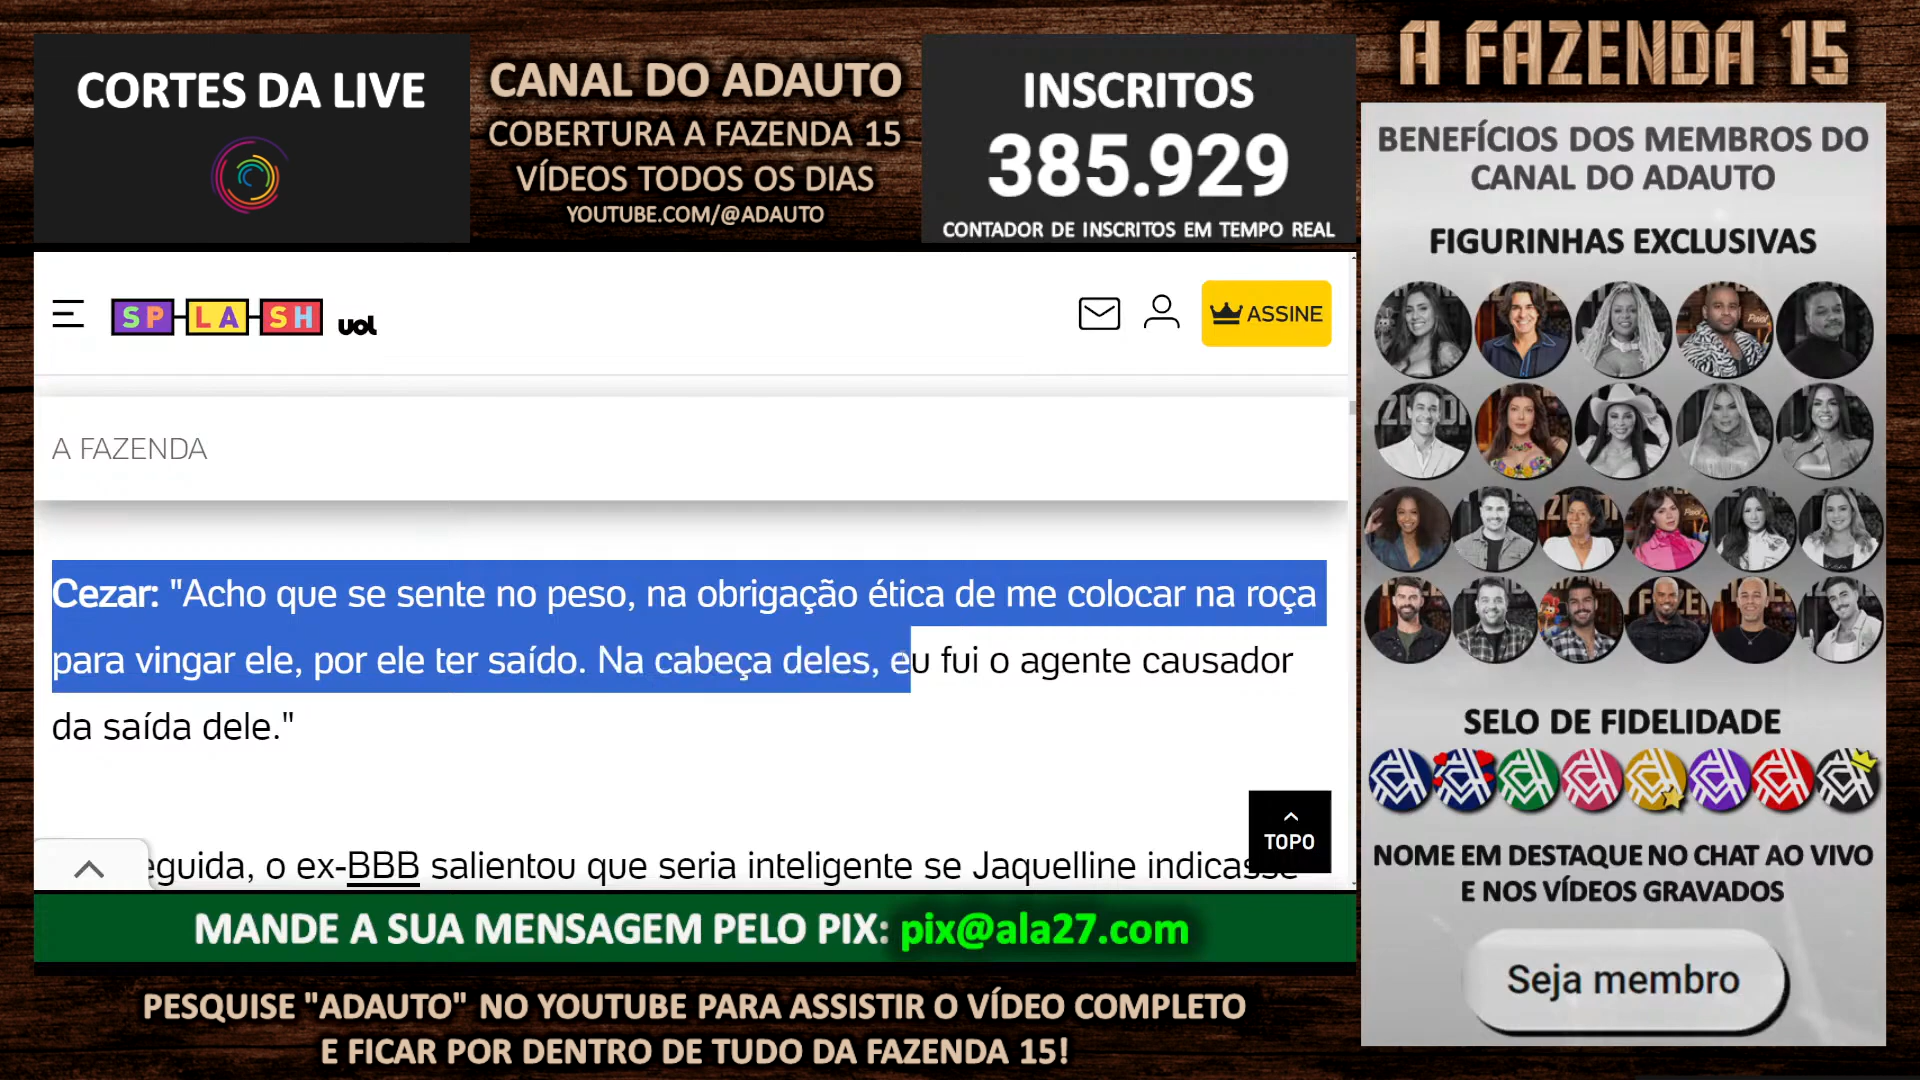 CORTES DA LIVE
CANAL DO ADAUTO
COBERTURA A FAZENDA 15
VÍDEOS TODOS OS DIAS
YOUTUBE.COM/@ADAUTO
INSCRITOS
385.929
CONTADOR DE INSCRITOS EM TEMPO REAL
A FAZENDA 15
BENEFÍCIOS DOS MEMBROS DO
CANAL DO ADAUTO
FIGURINHAS EXCLUSIVAS
SELO DE FIDELIDADE
NOME EM DESTAQUE NO CHAT AO VIVO
E NOS VÍDEOS GRAVADOS
Seja membro
SPLASH uol
ASSINE
A FAZENDA
Cezar: "Acho que se sente no peso, na obrigação ética de me colocar na roça
para vingar ele, por ele ter saído. Na cabeça deles, eu fui o agente causador
da saída dele."
TOPO
eguida, o ex-BBB salientou que seria inteligente se Jaquelline indicasse
MANDE A SUA MENSAGEM PELO PIX: pix@ala27.com
PESQUISE "ADAUTO" NO YOUTUBE PARA ASSISTIR O VÍDEO COMPLETO
E FICAR POR DENTRO DE TUDO DA FAZENDA 15!